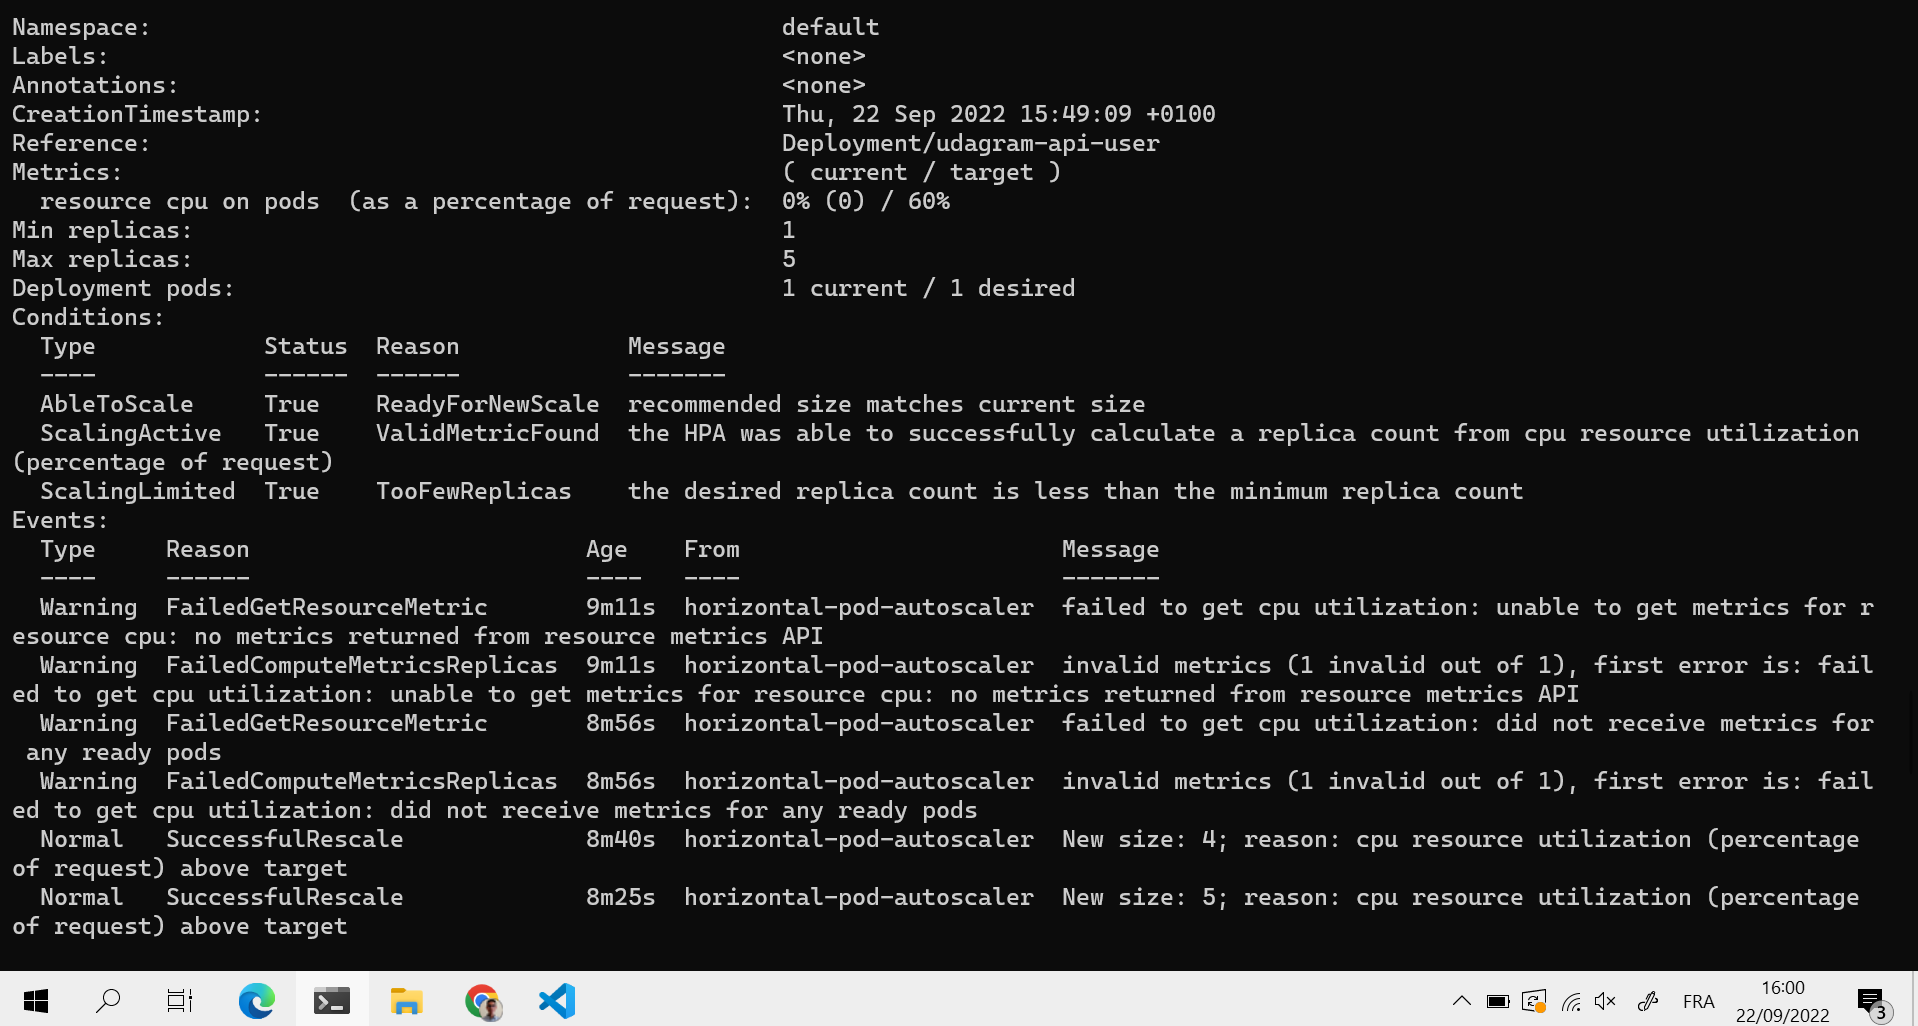 Namespace: default
Labels: <none>
Annotations: <none>
CreationTimestamp: Thu, 22 Sep 2022 15:49:09 +0100
Reference: Deployment/udagram-api-user
Metrics: ( current / target )
resource cpu on pods  (as a percentage of request): 0% (0) / 60%
Min replicas: 1
Max replicas: 5
Deployment pods: 1 current / 1 desired
Conditions:
Type Status Reason Message
---- ------ ------ -------
AbleToScale True ReadyForNewScale recommended size matches current size
ScalingActive True ValidMetricFound the HPA was able to successfully calculate a replica count from cpu resource utilization
(percentage of request)
ScalingLimited True TooFewReplicas the desired replica count is less than the minimum replica count
Events:
Type Reason Age From Message
---- ------ ---- ---- -------
Warning FailedGetResourceMetric 9m11s horizontal-pod-autoscaler failed to get cpu utilization: unable to get metrics for r
esource cpu: no metrics returned from resource metrics API
Warning FailedComputeMetricsReplicas 9m11s horizontal-pod-autoscaler invalid metrics (1 invalid out of 1), first error is: fail
ed to get cpu utilization: unable to get metrics for resource cpu: no metrics returned from resource metrics API
Warning FailedGetResourceMetric 8m56s horizontal-pod-autoscaler failed to get cpu utilization: did not receive metrics for
any ready pods
Warning FailedComputeMetricsReplicas 8m56s horizontal-pod-autoscaler invalid metrics (1 invalid out of 1), first error is: fail
ed to get cpu utilization: did not receive metrics for any ready pods
Normal SuccessfulRescale 8m40s horizontal-pod-autoscaler New size: 4; reason: cpu resource utilization (percentage
of request) above target
Normal SuccessfulRescale 8m25s horizontal-pod-autoscaler New size: 5; reason: cpu resource utilization (percentage
of request) above target
FRA
16:00
22/09/2022
3